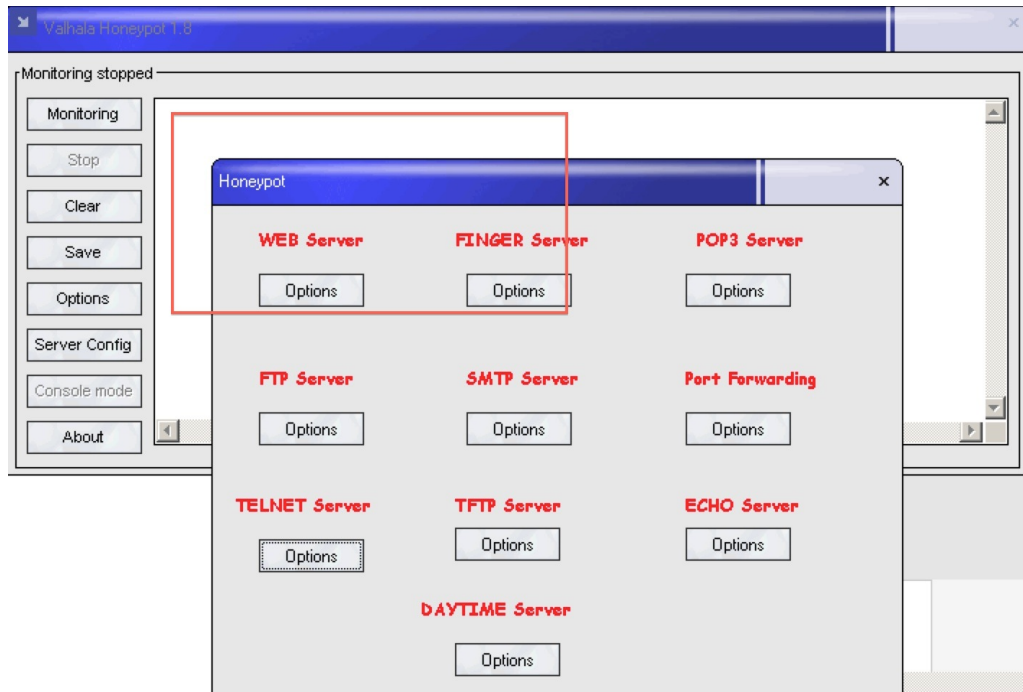 Valhala Honeypot 1.8
Monitoring stopped
Monitoring
Stop
Clear
Save
Options
Server Config
Console mode
About
Honeypot
WEB Server FINGER Server POP3 Server
Options Options Options
FTP Server SMTP Server Port Forwarding
Options Options Options
TELNET Server TFTP Server ECHO Server
Options Options Options
DAYTIME Server
Options